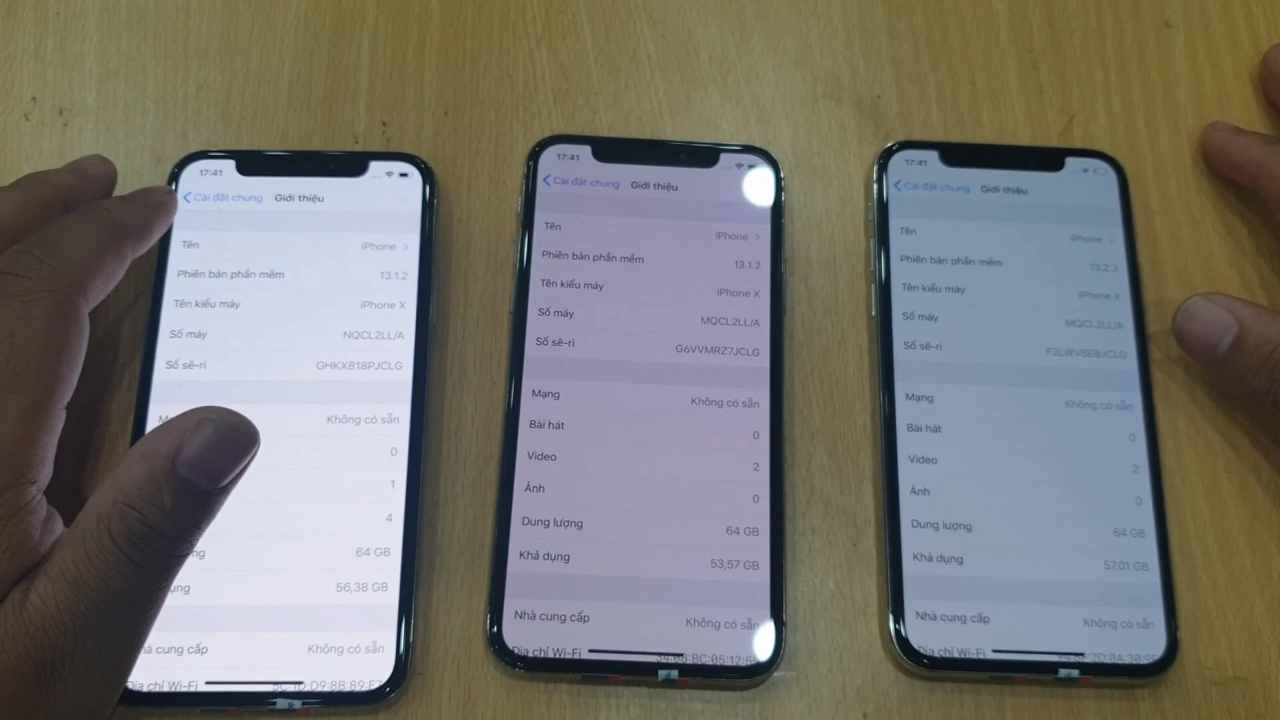 17:41
Cài đặt chung Giới thiệu
Tên iPhone
Phiên bản phần mềm 13.1.2
Tên kiểu máy iPhone X
Số máy NQCL2LL/A
Số sê-ri GHKX818PJCLG
Không có sẵn
0
1
4
64 GB
56,38 GB
cung cấp Không có sẵn
Địa chỉ Wi-Fi
17:41
Cài đặt chung Giới thiệu
Tên iPhone
Phiên bản phần mềm 13.1.2
Tên kiểu máy iPhone X
Số máy MQCL2LL/A
Số sê-ri G6VVMRZ7JCLG
Mạng Không có sẵn
Bài hát 0
Video 2
Ảnh 0
Dung lượng 64 GB
Khả dụng 53,57 GB
Nhà cung cấp Không có sẵn
Địa chỉ Wi-Fi
17:41
Cài đặt chung Giới thiệu
Tên iPhone
Phiên bản phần mềm
Tên kiểu máy iPhone X
Số máy MQCL2LL/A
Số sê-ri
Mạng Không có sẵn
Bài hát 0
Video 2
Ảnh 0
Dung lượng 64 GB
Khả dụng 57,01 GB
Nhà cung cấp Không có sẵn
Địa chỉ Wi-Fi